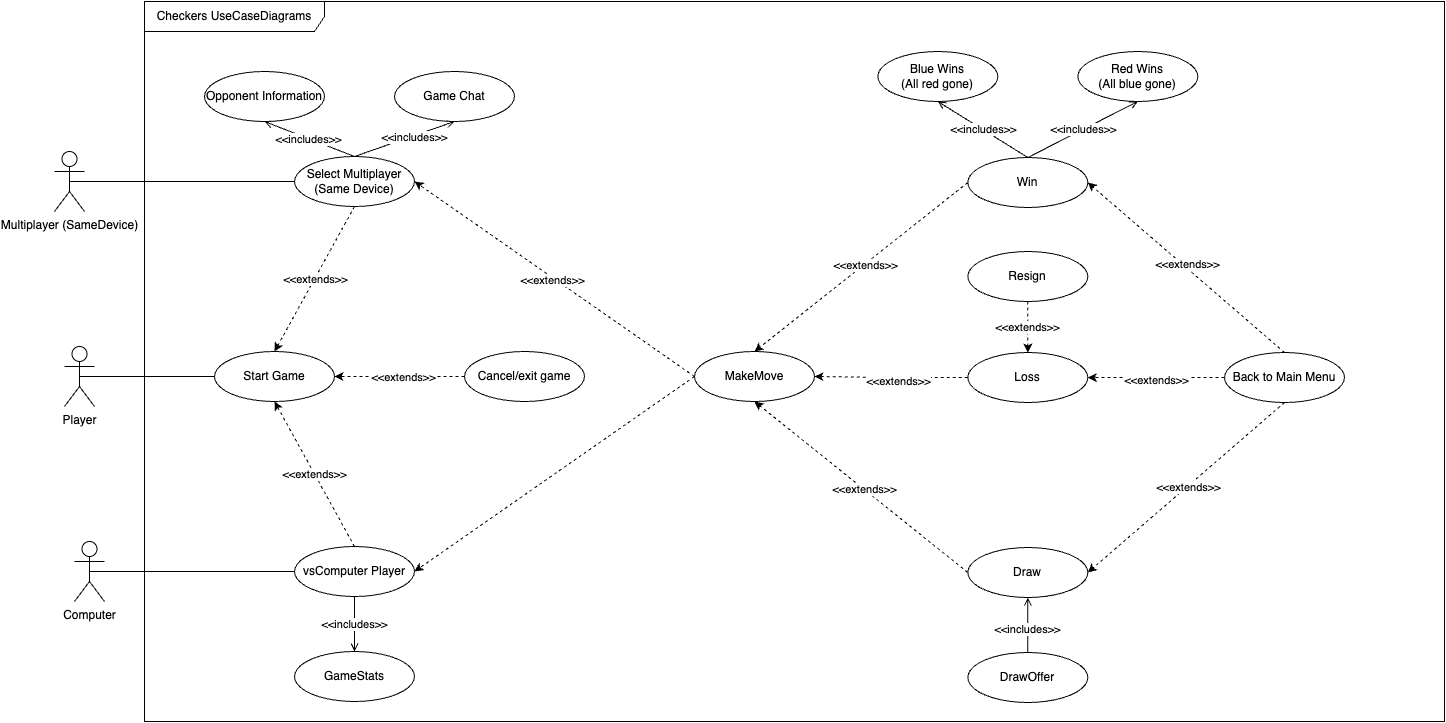 Checkers UseCaseDiagrams
Opponent Information
Game Chat
<<includes>>
<<includes>>
Select Multiplayer
(Same Device)
Multiplayer (SameDevice)
Blue Wins
(All red gone)
Red Wins
(All blue gone)
<<includes>>
<<includes>>
Win
<<extends>>
<<extends>>
<<extends>>
<<extends>>
Resign
<<extends>>
Start Game
<<extends>>
Cancel/exit game
MakeMove
<<extends>>
Loss
<<extends>>
Back to Main Menu
Player
<<extends>>
<<extends>>
<<extends>>
vsComputer Player
Draw
Computer
<<includes>>
<<includes>>
GameStats
DrawOffer